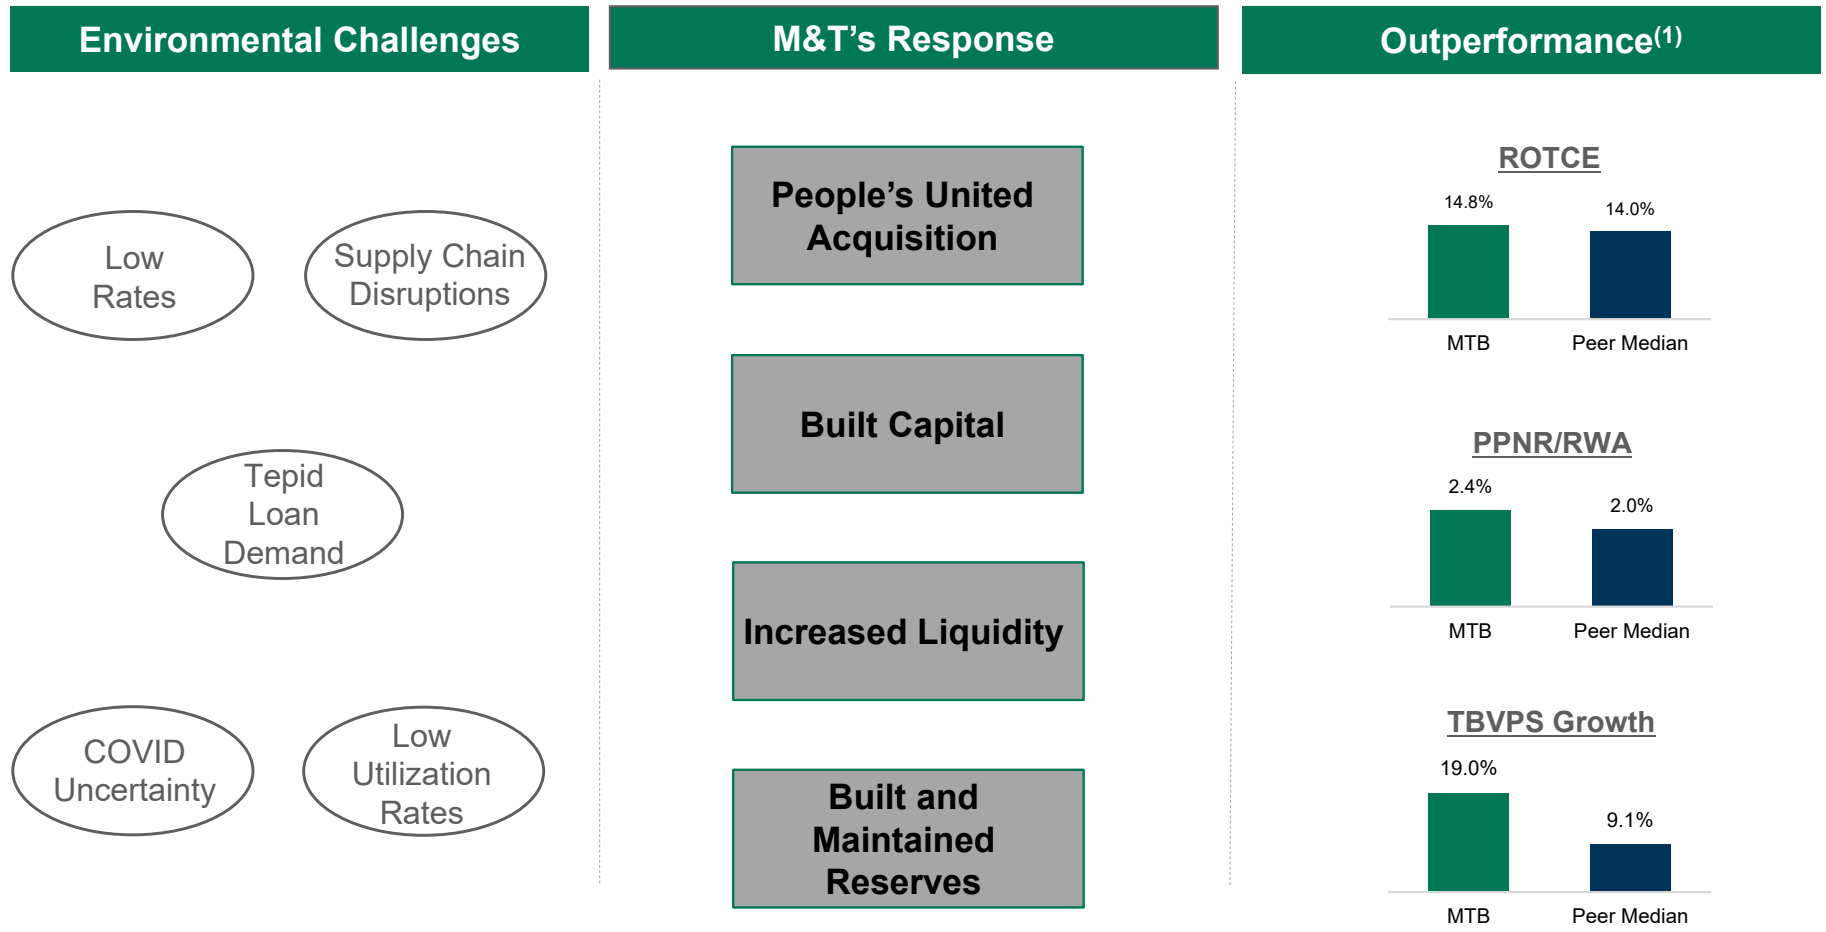 Environmental Challenges
Low
Rates
Supply Chain
Disruptions
Tepid
Loan
Demand
COVID
Uncertainty
Low
Utilization
Rates
M&T’s Response
People’s United
Acquisition
Built Capital
Increased Liquidity
Built and
Maintained
Reserves
Outperformance(1)
ROTCE
14.8%
14.0%
MTB
Peer Median
PPNR/RWA
2.4%
2.0%
MTB
Peer Median
TBVPS Growth
19.0%
9.1%
MTB
Peer Median